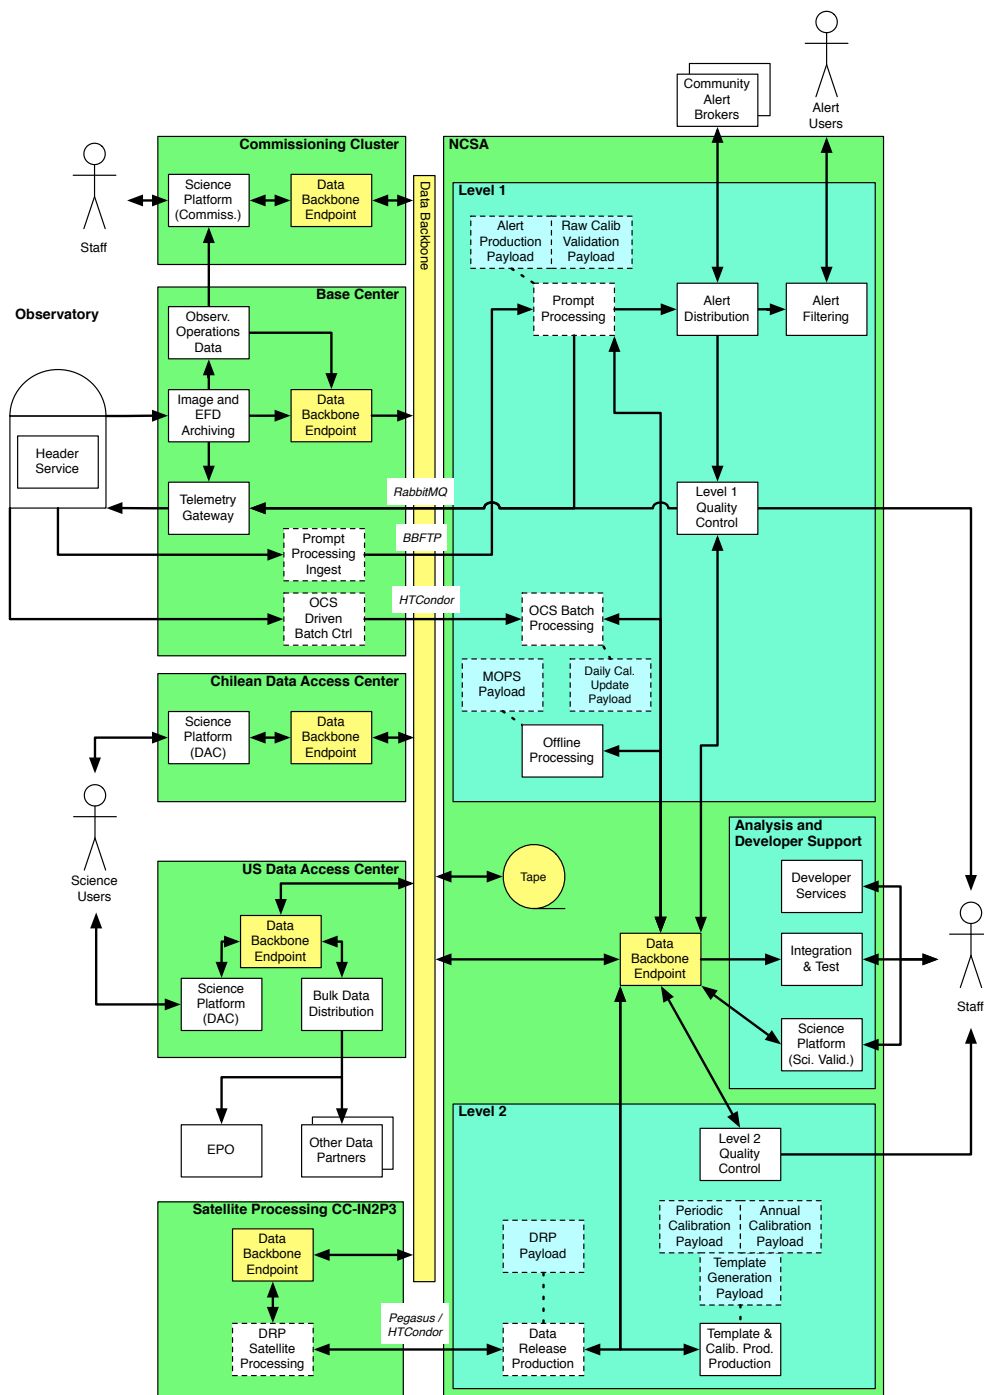 Community
Alert
Brokers
Alert
Users
Commissioning Cluster
NCSA
Staff
Science
Platform
(Commiss.)
Data
Backbone
Endpoint
Data Backbone
Level 1
Alert
Production
Payload
Raw Calib
Validation
Payload
Base Center
Observatory
Observ.
Operations
Data
Prompt
Processing
Alert
Distribution
Alert
Filtering
Image and
EFD
Archiving
Data
Backbone
Endpoint
Header
Service
Telemetry
Gateway
RabbitMQ
Level 1
Quality
Control
Prompt
Processing
Ingest
BBFTP
OCS
Driven
Batch Ctrl
HTCondor
OCS Batch
Processing
MOPS
Payload
Daily Cal.
Update
Payload
Chilean Data Access Center
Science
Platform
(DAC)
Data
Backbone
Endpoint
Offline
Processing
Science
Users
Analysis and
Developer Support
US Data Access Center
Tape
Developer
Services
Data
Backbone
Endpoint
Data
Backbone
Endpoint
Integration
& Test
Staff
Science
Platform
(DAC)
Bulk Data
Distribution
Science
Platform
(Sci. Valid.)
EPO
Other Data
Partners
Level 2
Level 2
Quality
Control
Satellite Processing CC-IN2P3
Data
Backbone
Endpoint
DRP
Payload
Periodic
Calibration
Payload
Annual
Calibration
Payload
Template
Generation
Payload
DRP
Satellite
Processing
Pegasus /
HTCondor
Data
Release
Production
Template &
Calib. Prod.
Production